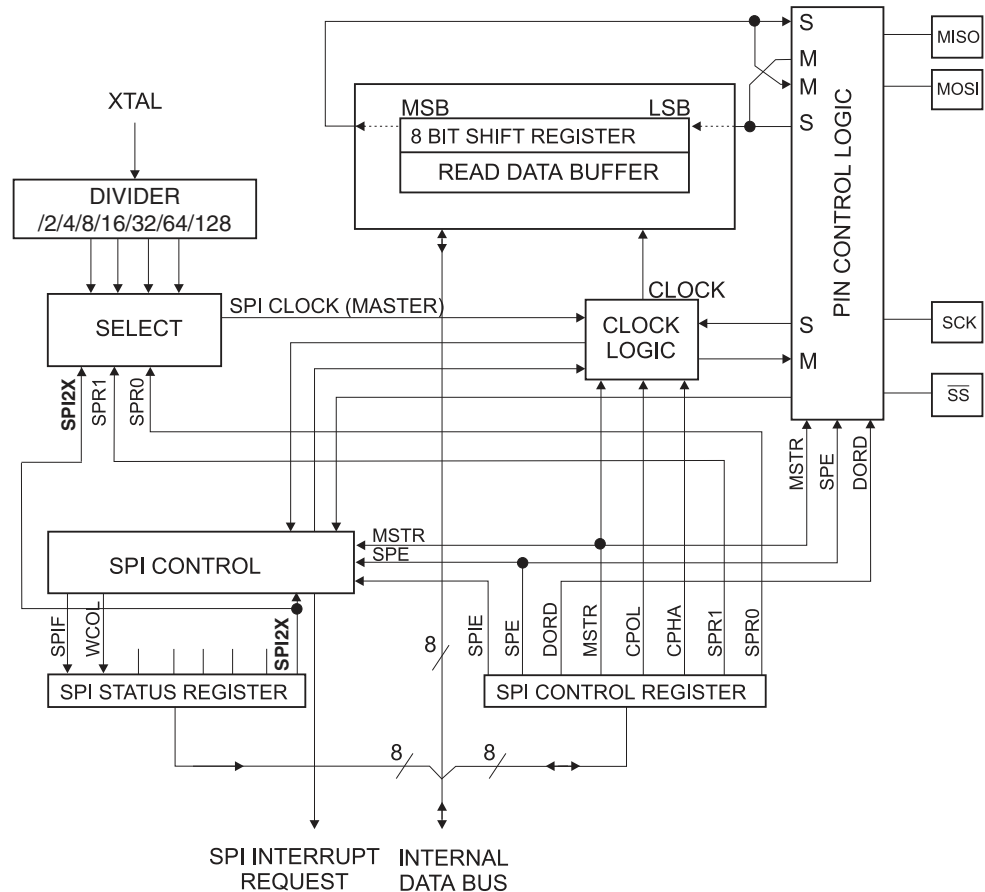 S
MISO
M
M
MOSI
XTAL
MSB
LSB
S
8 BIT SHIFT REGISTER
READ DATA BUFFER
PIN CONTROL LOGIC
DIVIDER
/2/4/8/16/32/64/128
SPI CLOCK (MASTER)
CLOCK
SELECT
CLOCK
LOGIC
S
M
SCK
SS
SPI2X
SPR1
SPR0
MSTR
SPE
DORD
MSTR
SPE
SPI CONTROL
SPIF
WCOL
SPI2X
8
SPIE
SPE
DORD
MSTR
CPOL
CPHA
SPR1
SPR0
SPI STATUS REGISTER
SPI CONTROL REGISTER
8
8
SPI INTERRUPT
REQUEST
INTERNAL
DATA BUS